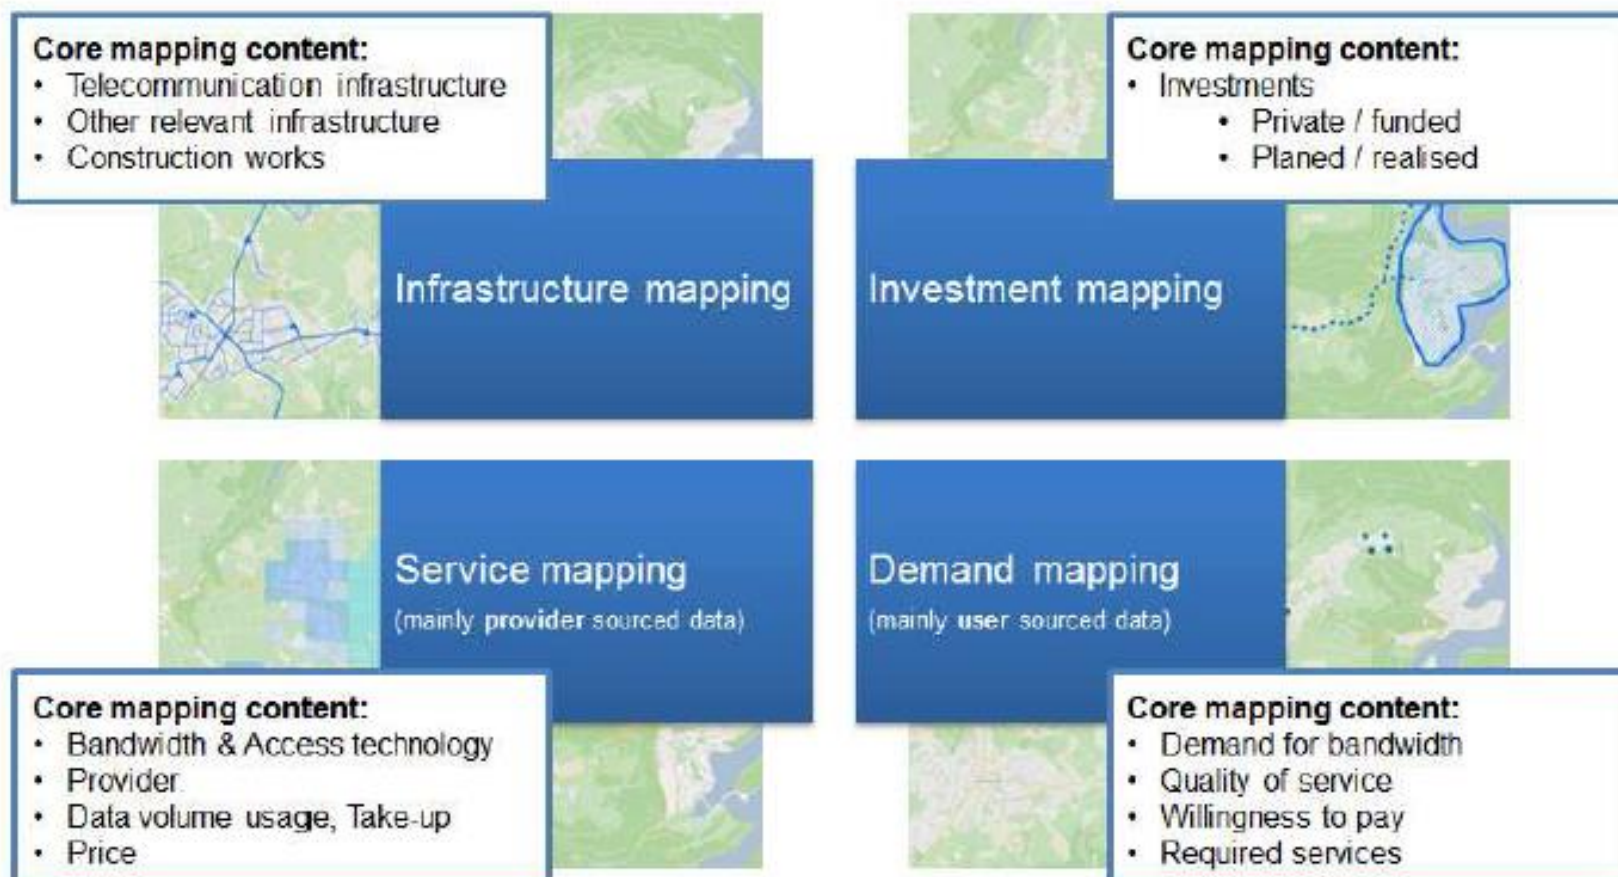 Core mapping content:
• Telecommunication infrastructure
• Other relevant infrastructure
• Construction works
Infrastructure mapping
Core mapping content:
• Investments
• Private / funded
• Planed / realised
Investment mapping
Service mapping
(mainly provider sourced data)
Core mapping content:
• Bandwidth & Access technology
• Provider
• Data volume usage, Take-up
• Price
Demand mapping
(mainly user sourced data)
Core mapping content:
• Demand for bandwidth
• Quality of service
• Willingness to pay
• Required services